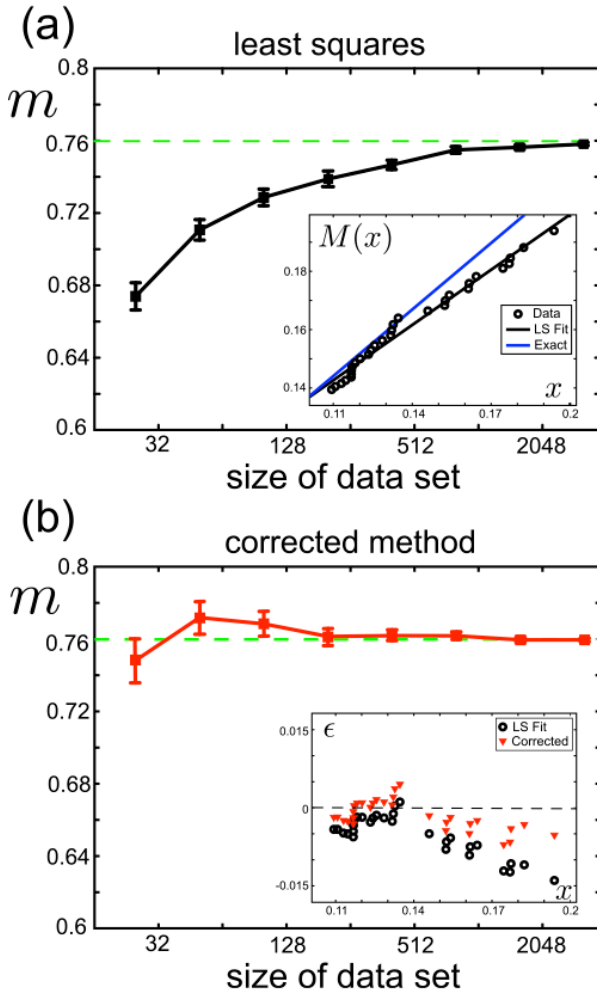 (a)
least squares
m
0.8
0.76
0.72
0.68
0.64
0.6
M(x)
0.18
0.16
0.14
Data
LS Fit
Exact
x
0.11
0.14
0.17
0.2
32
128
512
2048
size of data set
(b)
corrected method
m
0.8
0.76
0.72
0.68
0.64
0.6
ϵ
0.015
0
-0.015
LS Fit
Corrected
x
0.11
0.14
0.17
0.2
32
128
512
2048
size of data set